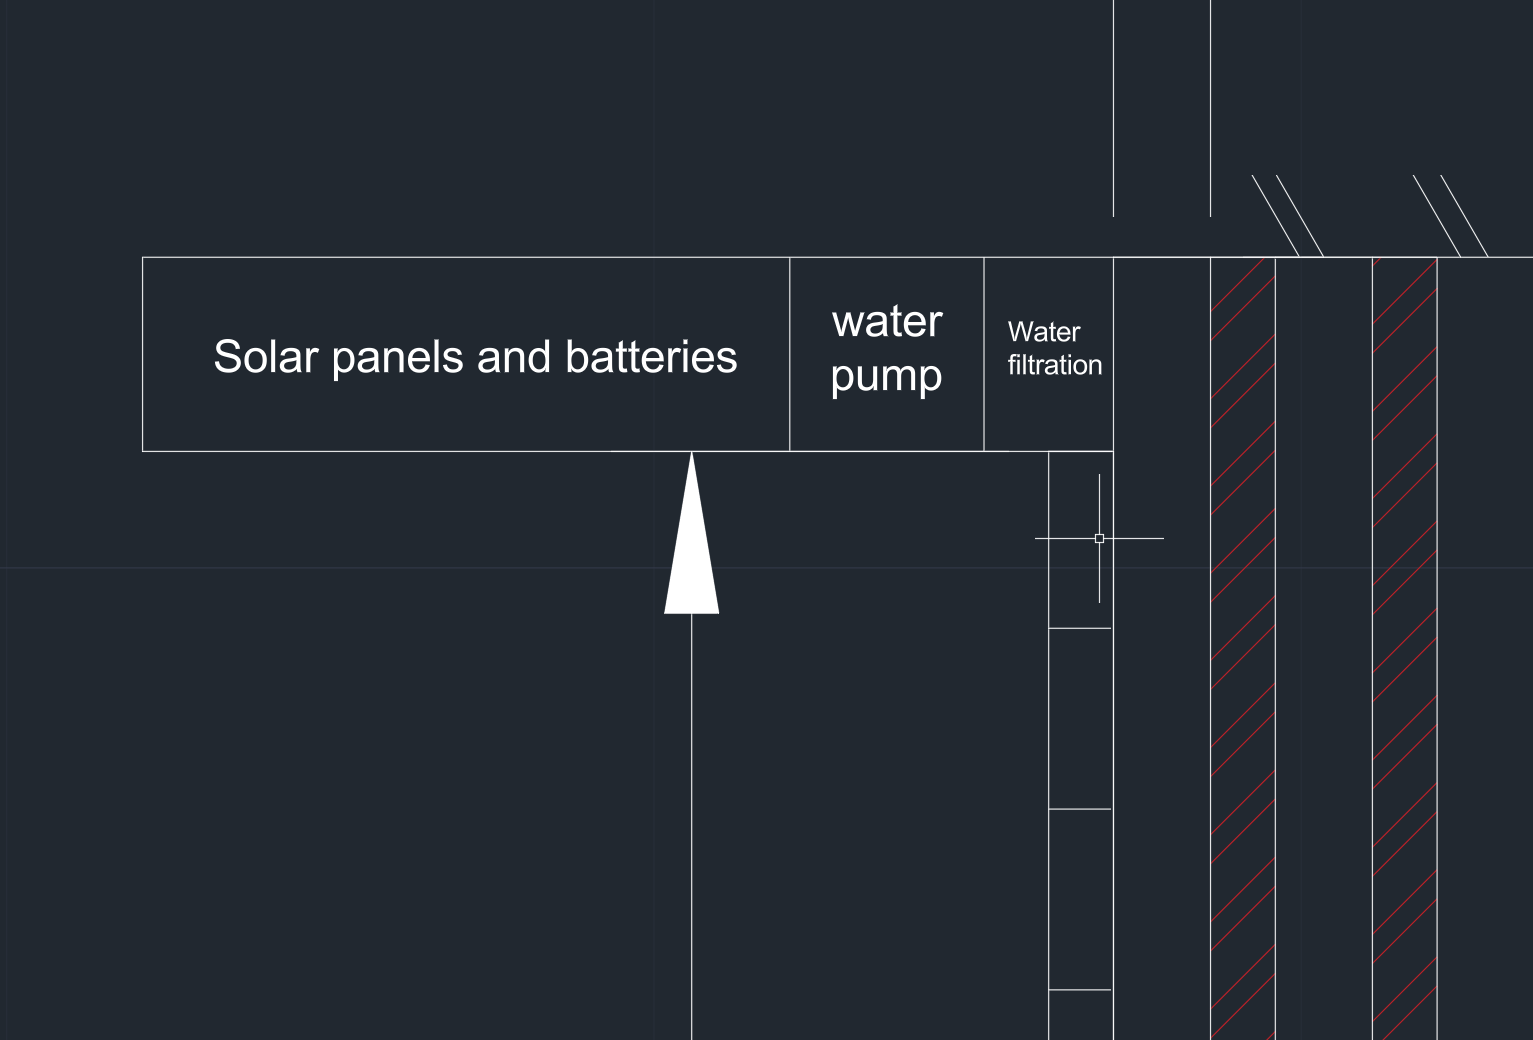 Solar panels and batteries
water
pump
Water
filtration